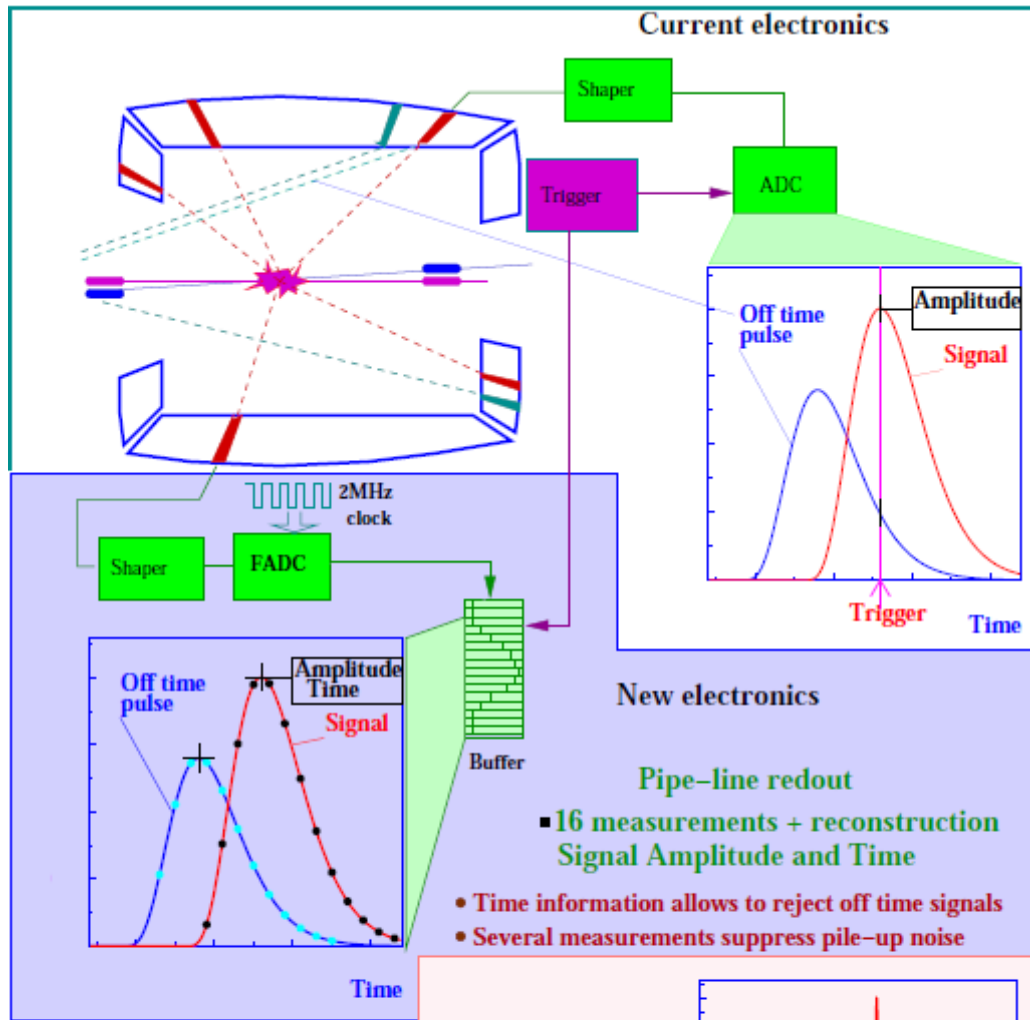 Current electronics
Shaper
Trigger
ADC
Amplitude
Off time
pulse
Signal
Trigger
Time
2MHz
clock
Shaper
FADC
Amplitude
Time
Off time
pulse
Signal
Buffer
Time
New electronics
Pipe-line redout
16 measurements + reconstruction
Signal Amplitude and Time
Time information allows to reject off time signals
Several measurements suppress pile-up noise